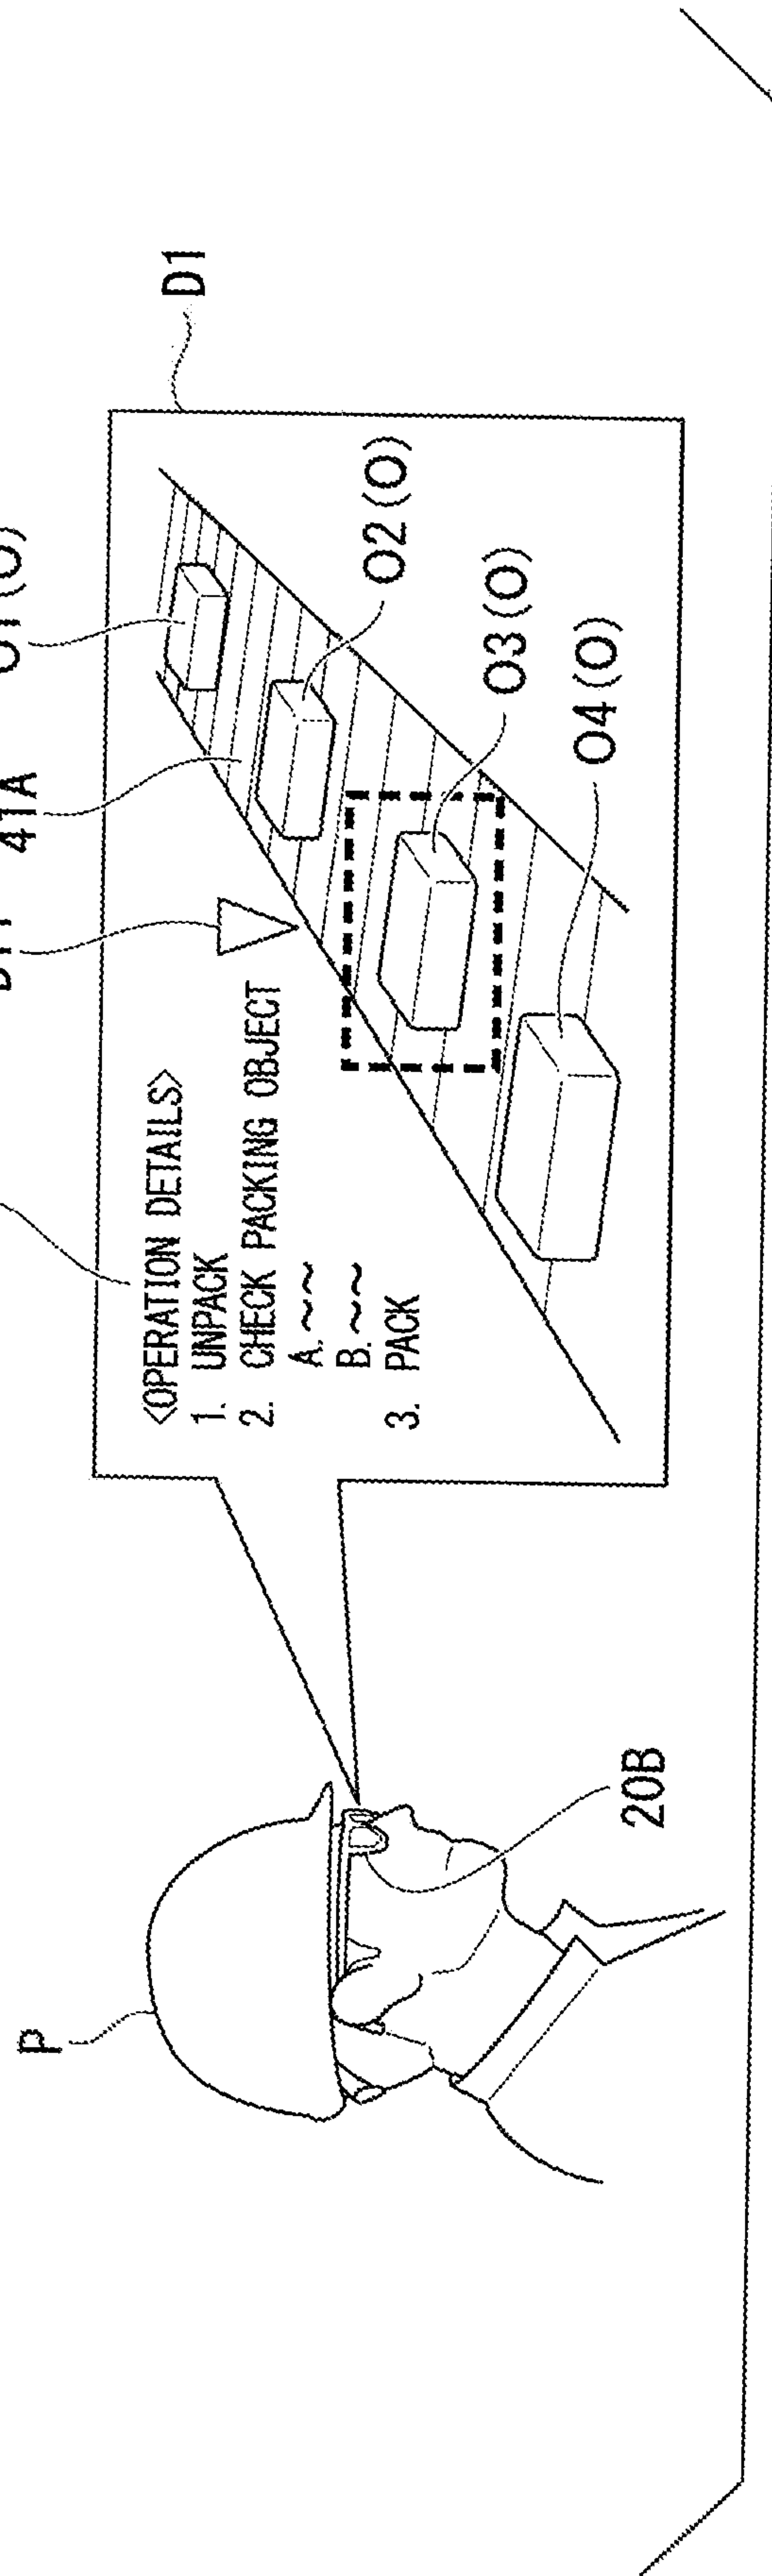 41A
D1
<OPERATION DETAILS>
1. UNPACK
2. CHECK PACKING OBJECT
A.~~
B.~~
3. PACK
O2(O)
O3(O)
O4(O)
P
20B